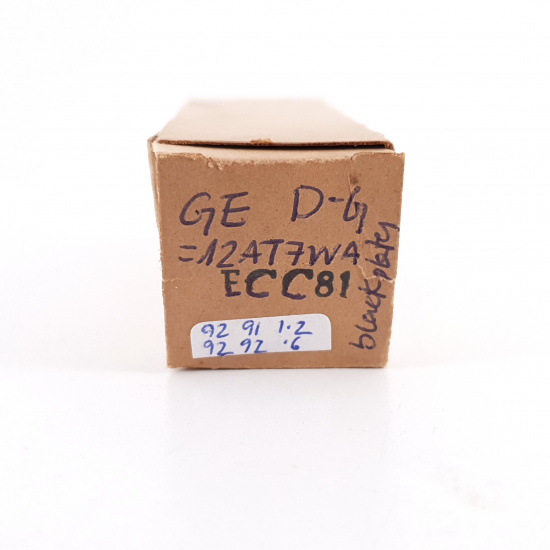 GE D-G
=12AT7WA
ECC81
black plates
92 91 1.2
92 92 .6